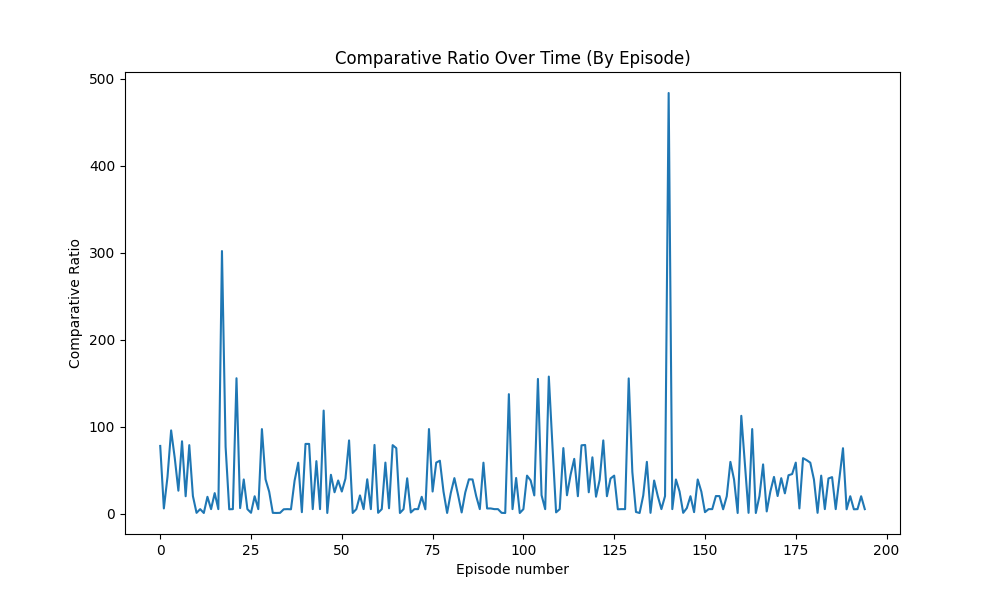 Comparative Ratio Over Time (By Episode)
500
400
300
200
100
0
Comparative Ratio
0 25 50 75 100 125 150 175 200
Episode number